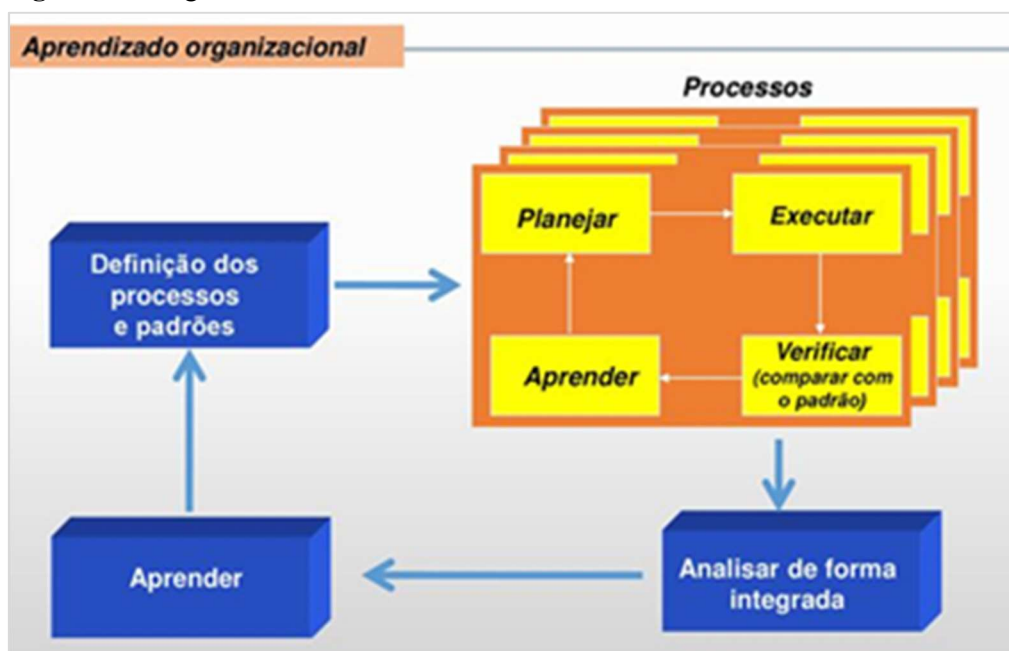 Aprendizado organizacional
Processos
Planejar
Executar
Definição dos
processos
e padrões
Aprender
Verificar
(comparar com
o padrão)
Aprender
Analisar de forma
integrada